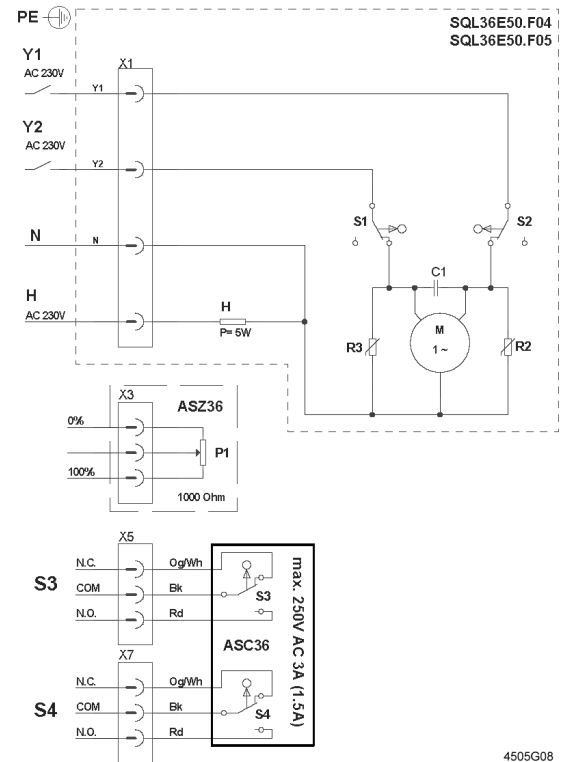 PE
SQL36E50.F04
SQL36E50.F05
Y1
AC 230V
X1
Y1
Y2
AC 230V
Y2
S1
S2
N
N
C1
H
AC 230V
H
P= 5W
M
1 ~
R3
R2
X3
ASZ36
0%
P1
100%
1000 Ohm
X5
N.C.
Og/Wh
S3
COM
Bk
S3
N.O.
Rd
max. 250V AC 3A (1.5A)
ASC36
X7
N.C.
Og/Wh
S4
COM
Bk
S4
N.O.
Rd
4505G08